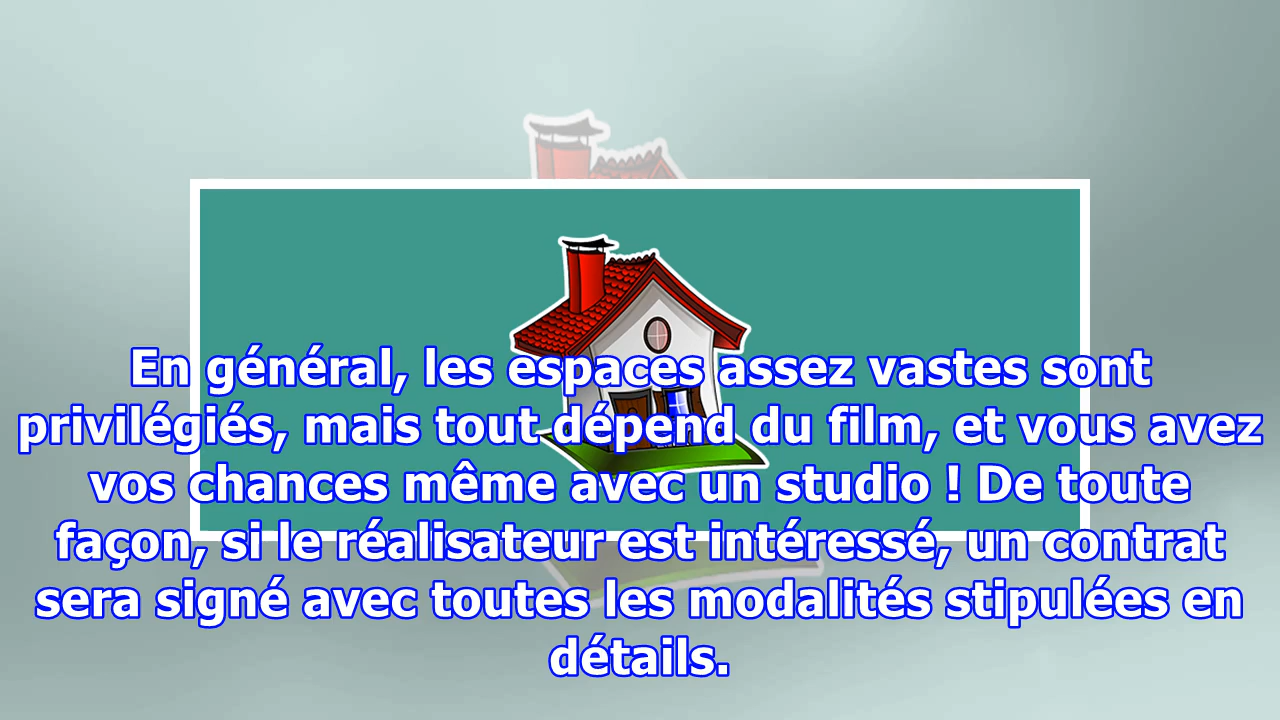 En général, les espaces assez vastes sont
privilégiés, mais tout dépend du film, et vous avez
vos chances même avec un studio ! De toute
façon, si le réalisateur est intéressé, un contrat
sera signé avec toutes les modalités stipulées en
détails.